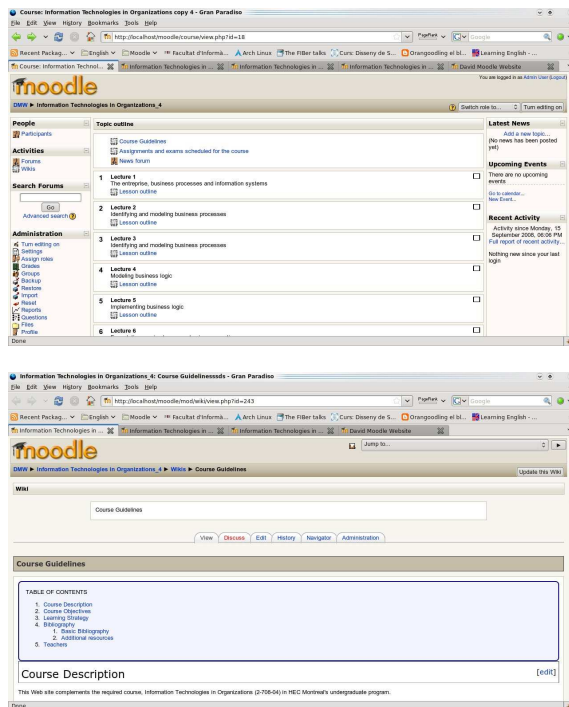 Course: Information Technologies in Organizations copy 4 - Gran Paradiso
File Edit View History Bookmarks Tools Help
http://localhost/moodle/course/view.php?id=18
PageRank
Google
Recent Packag... English Moodle Facultat d'Informà... Arch Linux The FIBer talks Curs: Disseny de S... Orangoodling el bl... Learning English - ...
Course: Information Technol... Information Technologies in ... Information Technologies in ... Information Technologies in ... David Moodle Website
moodle
You are logged in as Admin User (Logout)
DMW ► Information Technologies in Organizations_4
Switch role to... Turn editing on
People
Participants
Activities
Forums
Wikis
Search Forums
Go
Advanced search
Administration
Turn editing on
Settings
Assign roles
Grades
Groups
Backup
Restore
Import
Reset
Reports
Questions
Files
Profile
Topic outline
Course Guidelines
Assignments and exams scheduled for the course
News forum
1 Lecture 1
The entreprise, business processes and information systems
Lesson outline
2 Lecture 2
Identifying and modeling business processes
Lesson outline
3 Lecture 3
Identifying and modeling business processes
Lesson outline
4 Lecture 4
Modeling business logic
Lesson outline
5 Lecture 5
Implementing business logic
Lesson outline
6 Lecture 6
Latest News
Add a new topic...
(No news has been posted
yet)
Upcoming Events
There are no upcoming
events
Go to calendar...
New Event...
Recent Activity
Activity since Monday, 15
September 2008, 06:06 PM
Full report of recent activity...
Nothing new since your last
login
Done
Information Technologies in Organizations_4: Course Guidelinesssds - Gran Paradiso
File Edit View History Bookmarks Tools Help
http://localhost/moodle/mod/wiki/view.php?id=243
PageRank
Google
Recent Packag... English Moodle Facultat d'Informà... Arch Linux The FIBer talks Curs: Disseny de S... Orangoodling el bl... Learning English - ...
Information Technologies in ... Information Technologies in ... Information Technologies in ... David Moodle Website
moodle
Jump to...
DMW ► Information Technologies in Organizations_4 ► Wikis ► Course Guidelines
Update this Wiki
Wiki
Course Guidelines
View Discuss Edit History Navigator Administration
Course Guidelines
TABLE OF CONTENTS
1. Course Description
2. Course Objectives
3. Learning Strategy
4. Bibliography
1. Basic Bibliography
2. Additional resources
5. Teachers
Course Description [edit]
This Web site complements the required course, Information Technologies in Organizations (2-708-04) in HEC Montreal's undergraduate program.
Done